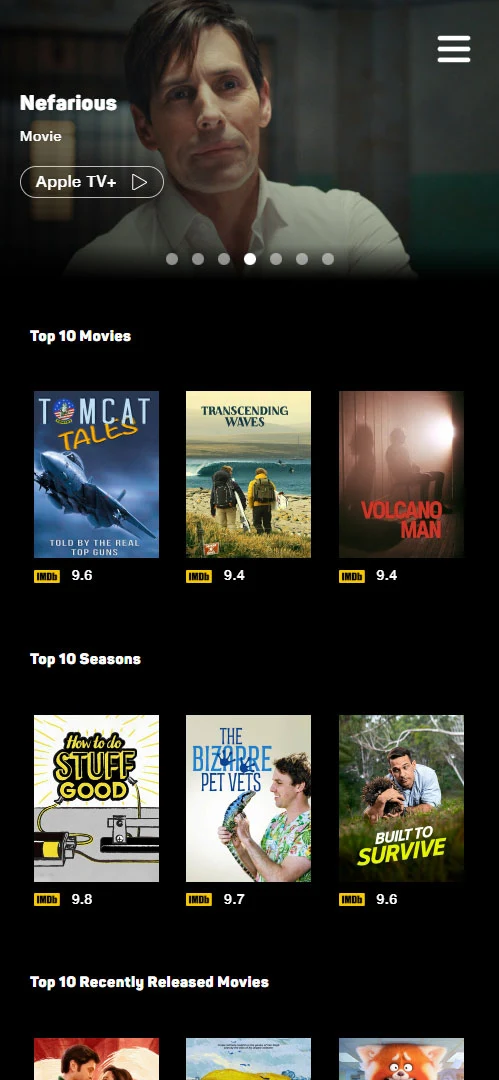 Nefarious
Movie
Apple TV+
Top 10 Movies
TOMCAT
TALES
TOLD BY THE REAL
TOP GUNS
TRANSCENDING
WAVES
VOLCANO
MAN
IMDb 9.6
IMDb 9.4
IMDb 9.4
Top 10 Seasons
How to do
STUFF
GOOD
THE
BIZARRE
PET VETS
BUILT TO
SURVIVE
IMDb 9.8
IMDb 9.7
IMDb 9.6
Top 10 Recently Released Movies